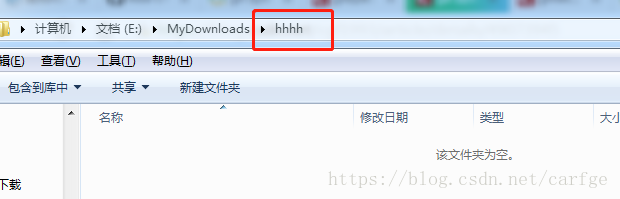 计算机 ▸ 文档 (E:) ▸ MyDownloads ▸ hhhh
辑(E) 查看(V) 工具(T) 帮助(H)
包含到库中 共享 新建文件夹
名称 修改日期 类型 大小
该文件夹为空。
下载
https://blog.csdn.net/carfge